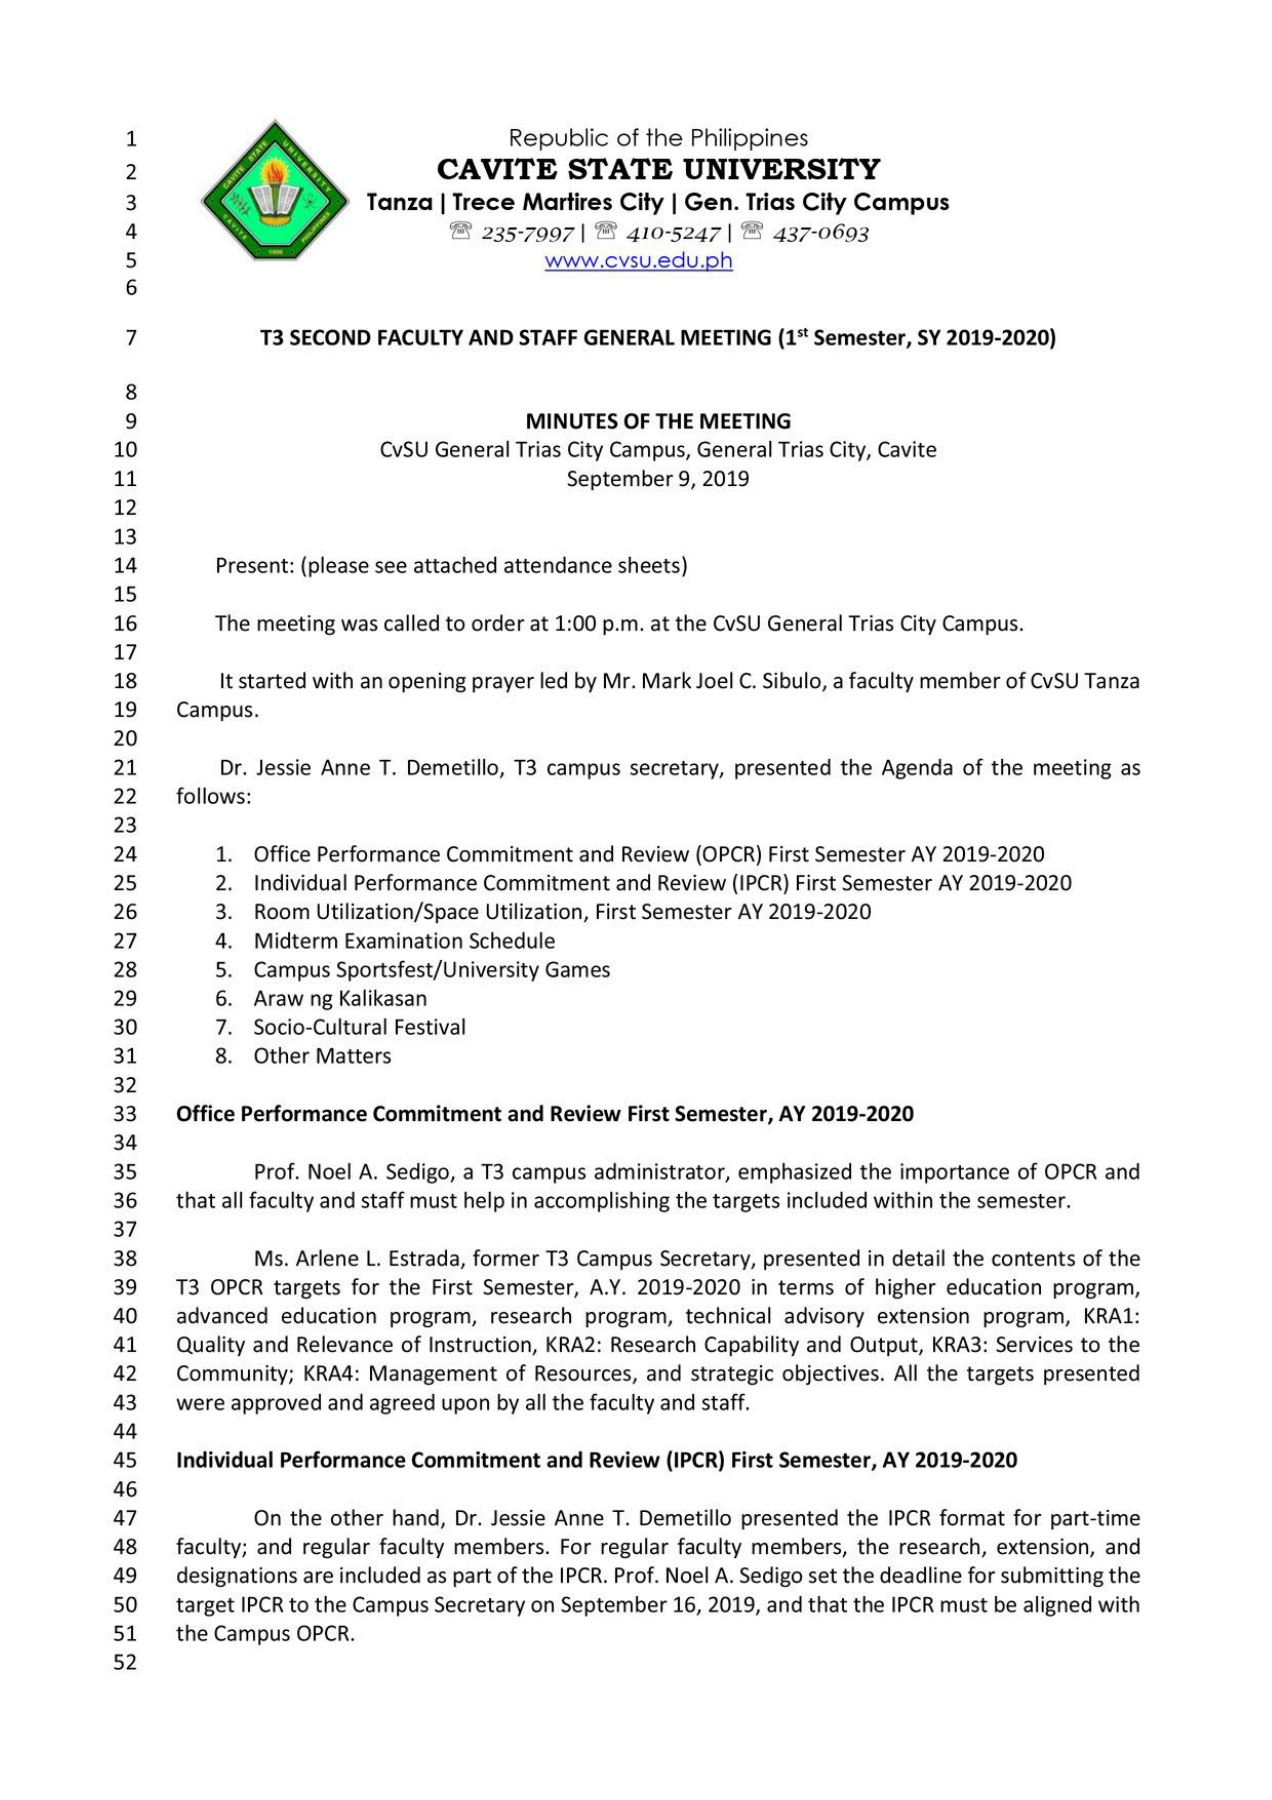 1 Republic of the Philippines
2 CAVITE STATE UNIVERSITY
3 Tanza | Trece Martires City | Gen. Trias City Campus
4 ☏ 235-7997 | ☏ 410-5247 | ☏ 437-0693
5 www.cvsu.edu.ph
6
CAVITE STATE UNIVERSITY
CAVITE 1906 PHILIPPINES
7 T3 SECOND FACULTY AND STAFF GENERAL MEETING (1st Semester, SY 2019-2020)
8
9 MINUTES OF THE MEETING
10 CvSU General Trias City Campus, General Trias City, Cavite
11 September 9, 2019
12
13
14 Present: (please see attached attendance sheets)
15
16 The meeting was called to order at 1:00 p.m. at the CvSU General Trias City Campus.
17
18 It started with an opening prayer led by Mr. Mark Joel C. Sibulo, a faculty member of CvSU Tanza
19 Campus.
20
21 Dr. Jessie Anne T. Demetillo, T3 campus secretary, presented the Agenda of the meeting as
22 follows:
23
24 1. Office Performance Commitment and Review (OPCR) First Semester AY 2019-2020
25 2. Individual Performance Commitment and Review (IPCR) First Semester AY 2019-2020
26 3. Room Utilization/Space Utilization, First Semester AY 2019-2020
27 4. Midterm Examination Schedule
28 5. Campus Sportsfest/University Games
29 6. Araw ng Kalikasan
30 7. Socio-Cultural Festival
31 8. Other Matters
32
33 Office Performance Commitment and Review First Semester, AY 2019-2020
34
35 Prof. Noel A. Sedigo, a T3 campus administrator, emphasized the importance of OPCR and
36 that all faculty and staff must help in accomplishing the targets included within the semester.
37
38 Ms. Arlene L. Estrada, former T3 Campus Secretary, presented in detail the contents of the
39 T3 OPCR targets for the First Semester, A.Y. 2019-2020 in terms of higher education program,
40 advanced education program, research program, technical advisory extension program, KRA1:
41 Quality and Relevance of Instruction, KRA2: Research Capability and Output, KRA3: Services to the
42 Community; KRA4: Management of Resources, and strategic objectives. All the targets presented
43 were approved and agreed upon by all the faculty and staff.
44
45 Individual Performance Commitment and Review (IPCR) First Semester, AY 2019-2020
46
47 On the other hand, Dr. Jessie Anne T. Demetillo presented the IPCR format for part-time
48 faculty; and regular faculty members. For regular faculty members, the research, extension, and
49 designations are included as part of the IPCR. Prof. Noel A. Sedigo set the deadline for submitting the
50 target IPCR to the Campus Secretary on September 16, 2019, and that the IPCR must be aligned with
51 the Campus OPCR.
52